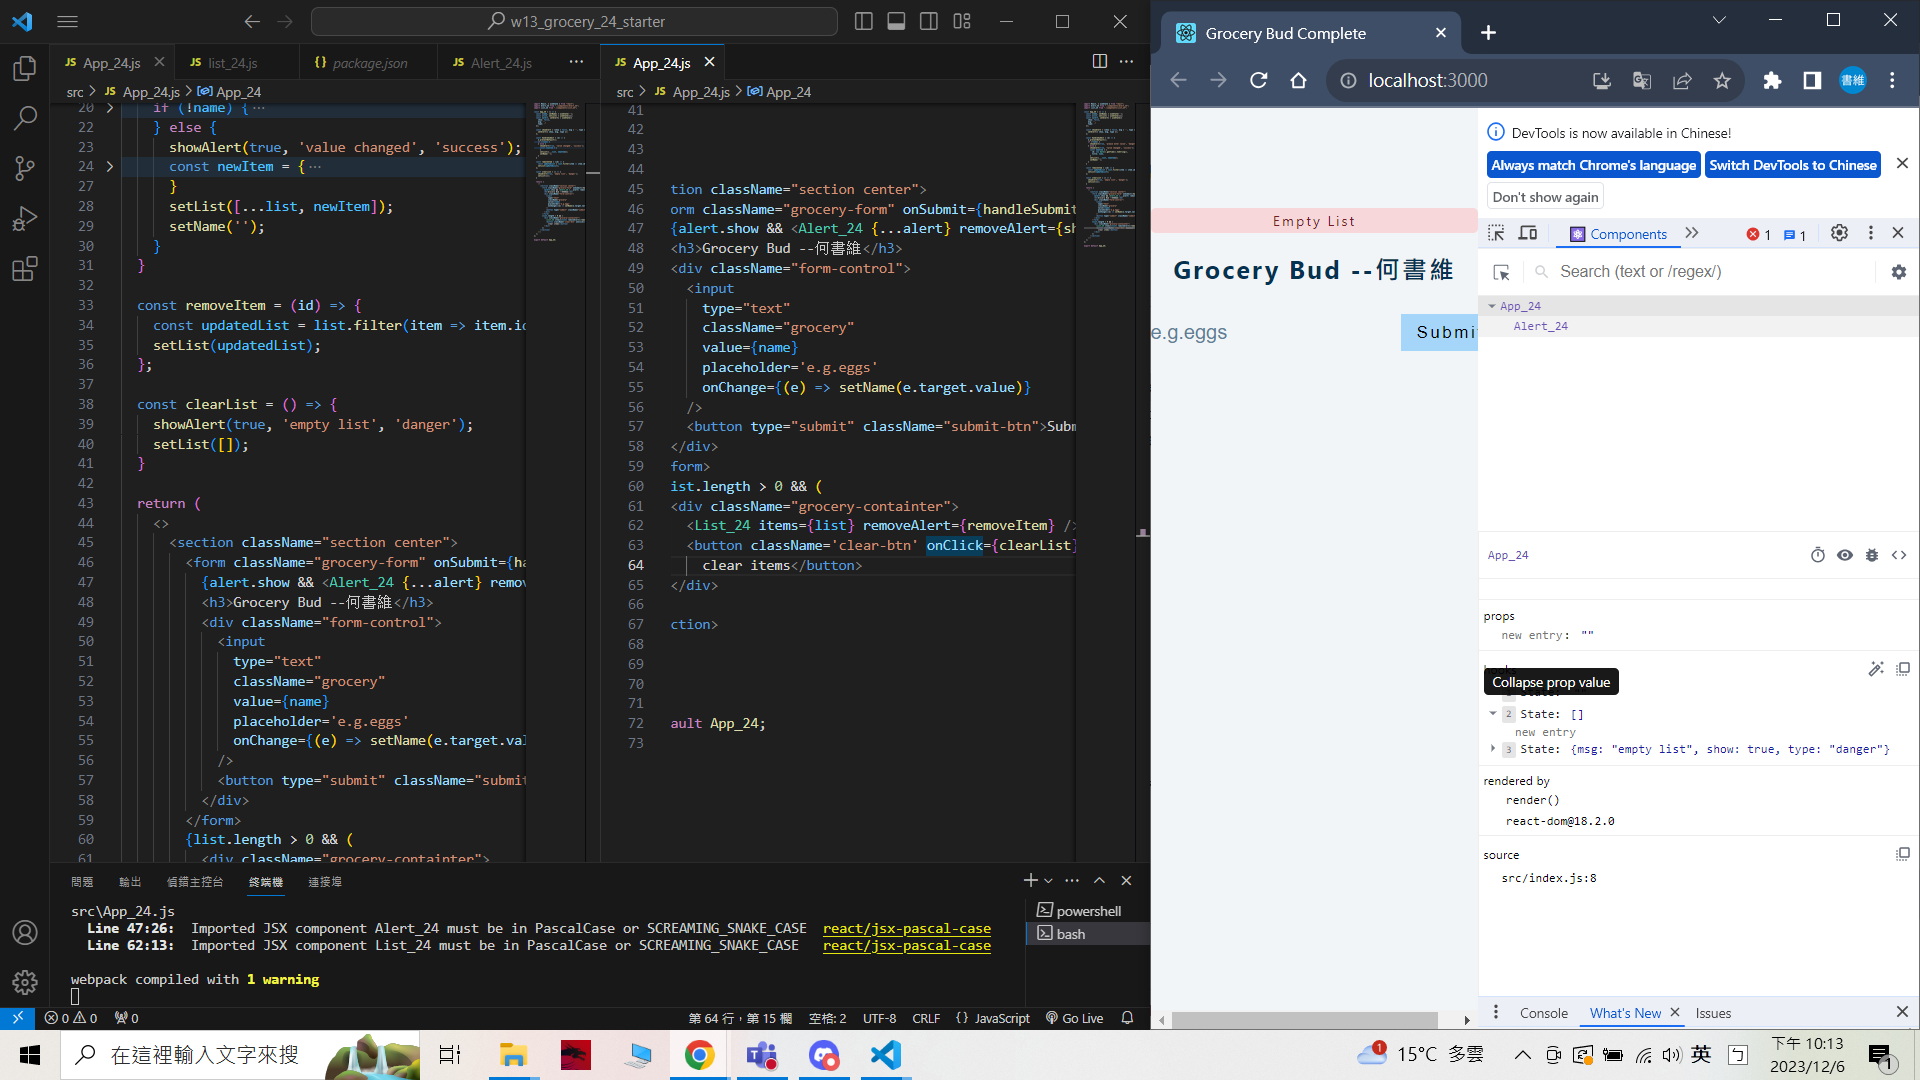 w13_grocery_24_starter
App_24.js
list_24.js
package.json
Alert_24.js
src > App_24.js > App_24
20 if (!name) {
22 } else {
23 showAlert(true, 'value changed', 'success');
24 const newItem = {
27 }
28 setList([...list, newItem]);
29 setName('');
30 }
31 }
32
33 const removeItem = (id) => {
34 const updatedList = list.filter(item => item.id
35 setList(updatedList);
36 };
37
38 const clearList = () => {
39 showAlert(true, 'empty list', 'danger');
40 setList([]);
41 }
42
43 return (
44 <>
45 <section className="section center">
46 <form className="grocery-form" onSubmit={ha
47 {alert.show && <Alert_24 {...alert} remov
48 <h3>Grocery Bud --何書維</h3>
49 <div className="form-control">
50 <input
51 type="text"
52 className="grocery"
53 value={name}
54 placeholder='e.g.eggs'
55 onChange={(e) => setName(e.target.val
56 />
57 <button type="submit" className="submit
58 </div>
59 </form>
60 {list.length > 0 && (
61 <div className="grocery-containter">
App_24.js
src > App_24.js > App_24
41
42
43
44
45 tion className="section center">
46 orm className="grocery-form" onSubmit={handleSubmit
47 {alert.show && <Alert_24 {...alert} removeAlert={sh
48 <h3>Grocery Bud --何書維</h3>
49 <div className="form-control">
50 <input
51 type="text"
52 className="grocery"
53 value={name}
54 placeholder='e.g.eggs'
55 onChange={(e) => setName(e.target.value)}
56 />
57 <button type="submit" className="submit-btn">Subm
58 </div>
59 form>
60 ist.length > 0 && (
61 <div className="grocery-containter">
62 <List_24 items={list} removeAlert={removeItem} />
63 <button className='clear-btn' onClick={clearList}
64 clear items</button>
65 </div>
66
67 ction>
68
69
70
71
72 ault App_24;
73
問題 輸出 偵錯主控台 終端機 連接埠
src\App_24.js
Line 47:26: Imported JSX component Alert_24 must be in PascalCase or SCREAMING_SNAKE_CASE react/jsx-pascal-case
Line 62:13: Imported JSX component List_24 must be in PascalCase or SCREAMING_SNAKE_CASE react/jsx-pascal-case
webpack compiled with 1 warning
powershell
bash
0 0 0
第 64 行，第 15 欄 空格: 2 UTF-8 CRLF {} JavaScript Go Live
Grocery Bud Complete
localhost:3000
書維
Empty List
Grocery Bud --何書維
e.g.eggs
Submi
DevTools is now available in Chinese!
Always match Chrome's language
Switch DevTools to Chinese
Don't show again
Components
1 1
Search (text or /regex/)
App_24
Alert_24
App_24
props
new entry: ""
Collapse prop value
2 State: []
new entry
3 State: {msg: "empty list", show: true, type: "danger"}
rendered by
render()
react-dom@18.2.0
source
src/index.js:8
Console What's New Issues
在這裡輸入文字來搜
1
15°C 多雲
英
ㄅ
下午 10:13
2023/12/6
1